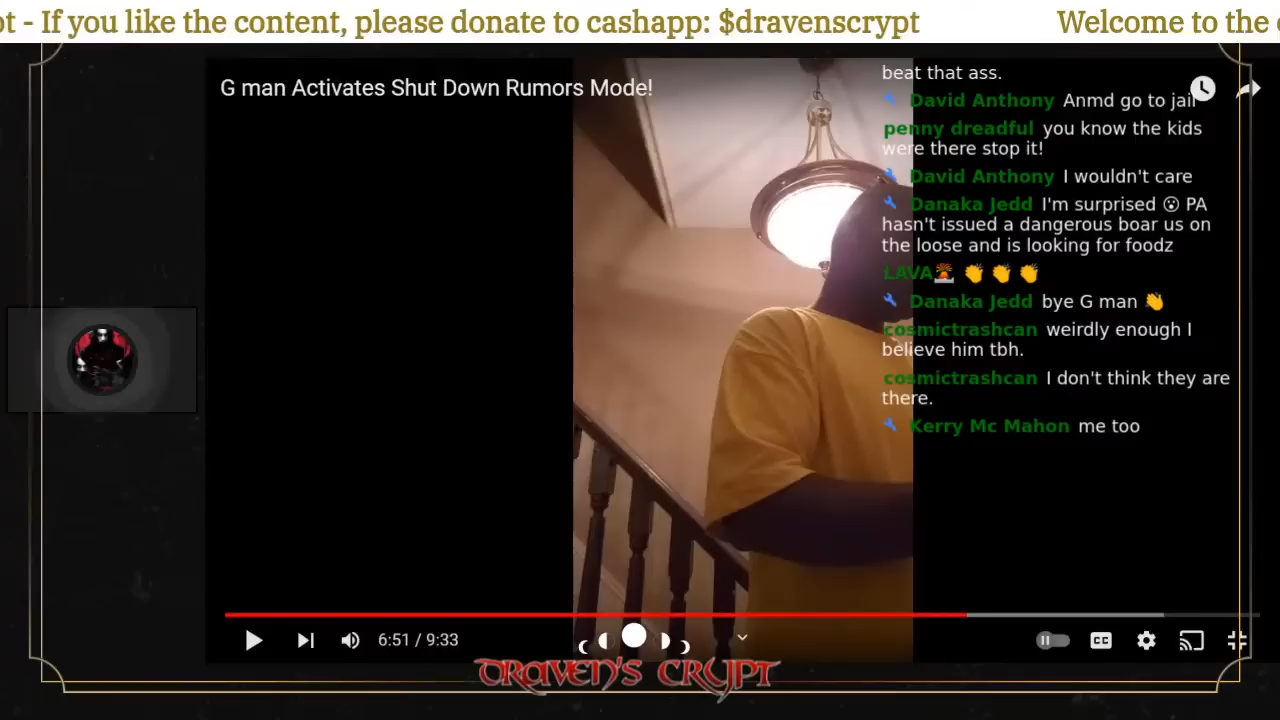 ot - If you like the content, please donate to cashapp: $dravenscrypt Welcome to the
G man Activates Shut Down Rumors Mode!
beat that ass.
David Anthony Anmd go to jail
penny dreadful you know the kids
were there stop it!
David Anthony I wouldn't care
Danaka Jedd I'm surprised 😮 PA
hasn't issued a dangerous boar us on
the loose and is looking for foodz
LAVA🌋 👏 👏 👏
Danaka Jedd bye G man 👋
cosmictrashcan weirdly enough I
believe him tbh.
cosmictrashcan I don't think they are
there.
Kerry Mc Mahon me too
6:51 / 9:33
CC
DRAVEN'S CRYPT